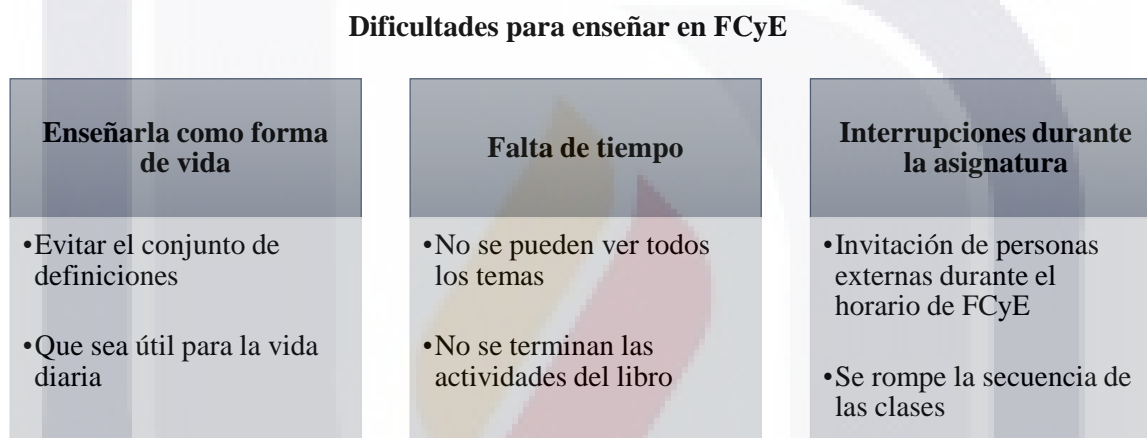 Dificultades para enseñar en FCyE
Enseñarla como forma
de vida
•Evitar el conjunto de
definiciones
•Que sea útil para la vida
diaria
Falta de tiempo
•No se pueden ver todos
los temas
•No se terminan las
actividades del libro
Interrupciones durante
la asignatura
•Invitación de personas
externas durante el
horario de FCyE
•Se rompe la secuencia de
las clases